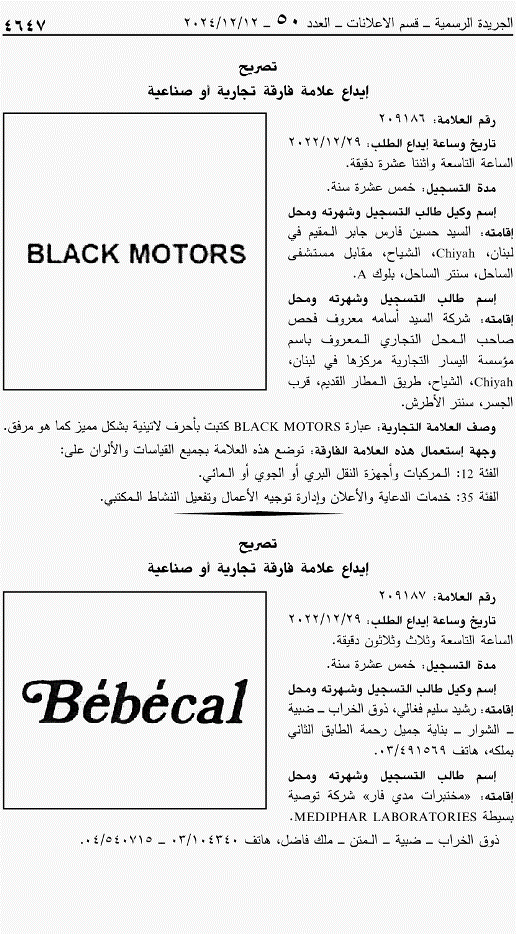 الجريدة الرسمية ـ قسم الاعلانات ـ العدد ٥٠ ـ ٢٠٢٤/١٢/١٢
٤٦٤٧
تصريح
إيداع علامة فارقة تجارية أو صناعية
BLACK MOTORS
رقم العلامة: ٢٠٩١٨٦
تاريخ وساعة إيداع الطلب: ٢٠٢٢/١٢/٢٩
الساعة التاسعة واثنتا عشرة دقيقة.
مدة التسجيل: خمس عشرة سنة.
إسم وكيل طالب التسجيل وشهرته ومحل
إقامته: السيد حسين فارس جابر المقيم في
لبنان، Chiyah، الشياح، مقابل مستشفى
الساحل، سنتر الساحل، بلوك A.
إسم طالب التسجيل وشهرته ومحل
إقامته: شركة السيد أسامه معروف فحص
صاحب المحل التجاري المعروف باسم
مؤسسة اليسار التجارية مركزها في لبنان،
Chiyah، الشياح، طريق المطار القديم، قرب
الجسر، سنتر الأطرش.
وصف العلامة التجارية: عبارة BLACK MOTORS كتبت بأحرف لاتينية بشكل مميز كما هو مرفق.
وجهة إستعمال هذه العلامة الفارقة: توضع هذه العلامة بجميع القياسات والألوان على:
الفئة 12: المركبات وأجهزة النقل البري أو الجوي أو المائي.
الفئة 35: خدمات الدعاية والأعلان وإدارة توجيه الأعمال وتفعيل النشاط المكتبي.
تصريح
إيداع علامة فارقة تجارية أو صناعية
Bébécal
رقم العلامة: ٢٠٩١٨٧
تاريخ وساعة إيداع الطلب: ٢٠٢٢/١٢/٢٩
الساعة التاسعة وثلاث وثلاثون دقيقة.
مدة التسجيل: خمس عشرة سنة.
إسم وكيل طالب التسجيل وشهرته ومحل
إقامته: رشيد سليم فغالي، ذوق الخراب ـ ضبية
ـ الشوار ـ بناية جميل رحمة الطابق الثاني
بملكه، هاتف ٠٣/٤٩١٥٦٩.
إسم طالب التسجيل وشهرته ومحل
إقامته: «مختبرات مدي فار» شركة توصية
بسيطة MEDIPHAR LABORATORIES.
ذوق الخراب ـ ضبية ـ المتن ـ ملك فاضل، هاتف ٠٣/١٠٤٣٤٠ ـ ٠٤/٥٤٠٧١٥.